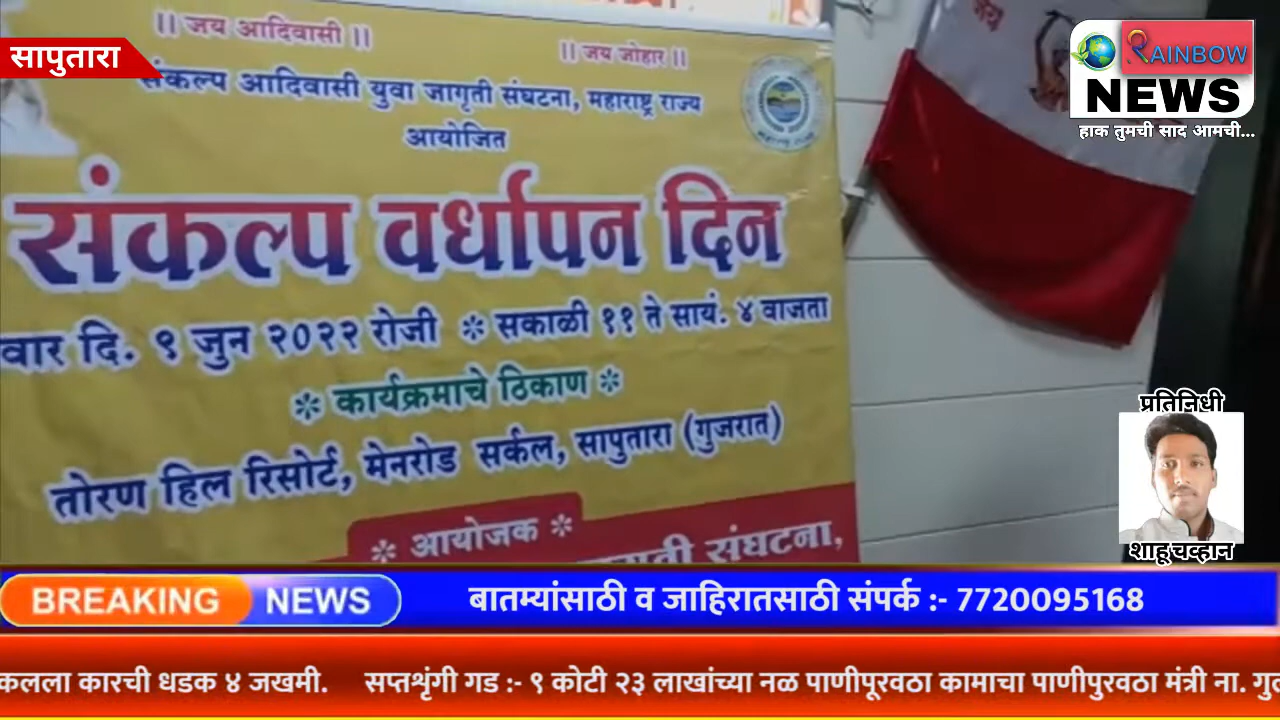 सापुतारा
|| जय आदिवासी ||
|| जय जोहार ||
संकल्प आदिवासी युवा जागृती संघटना, महाराष्ट्र राज्य
आयोजित
संकल्प वर्धापन दिन
वार दि. ९ जुन २०२२ रोजी * सकाळी ११ ते सायं. ४ वाजता
* कार्यक्रमाचे ठिकाण *
तोरण हिल रिसोर्ट, मेनरोड सर्कल, सापुतारा (गुजरात)
* आयोजक *
संघटना,
जय
RAINBOW
NEWS
हाक तुमची साद आमची...
प्रतिनिधी
शाहू चव्हान
BREAKING NEWS
बातम्यांसाठी व जाहिरातसाठी संपर्क :- 7720095168
कलला कारची धडक ४ जखमी. सप्तशृंगी गड :- ९ कोटी २३ लाखांच्या नळ पाणीपूरवठा कामाचा पाणीपुरवठा मंत्री ना.